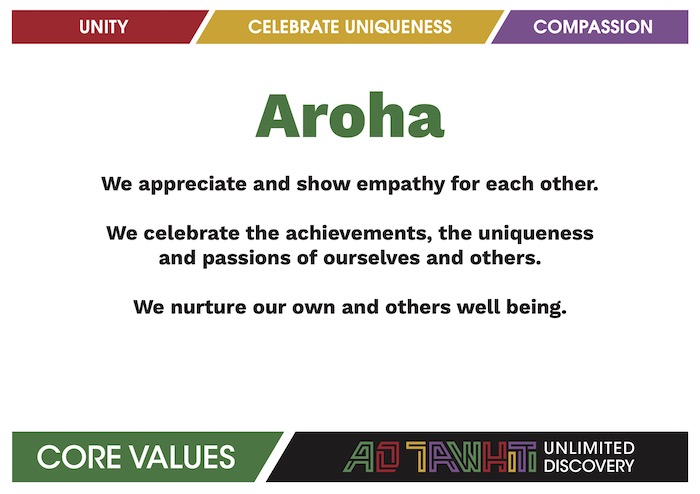 UNITY
CELEBRATE UNIQUENESS
COMPASSION
Aroha
We appreciate and show empathy for each other.
We celebrate the achievements, the uniqueness
and passions of ourselves and others.
We nurture our own and others well being.
CORE VALUES
AO TAWHITI
UNLIMITED
DISCOVERY